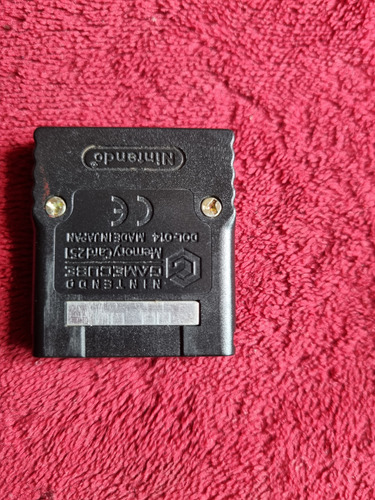 NINTENDO
GAMECUBE
Memory Card 251
DOL-014 MADE IN JAPAN
CE
Nintendo®